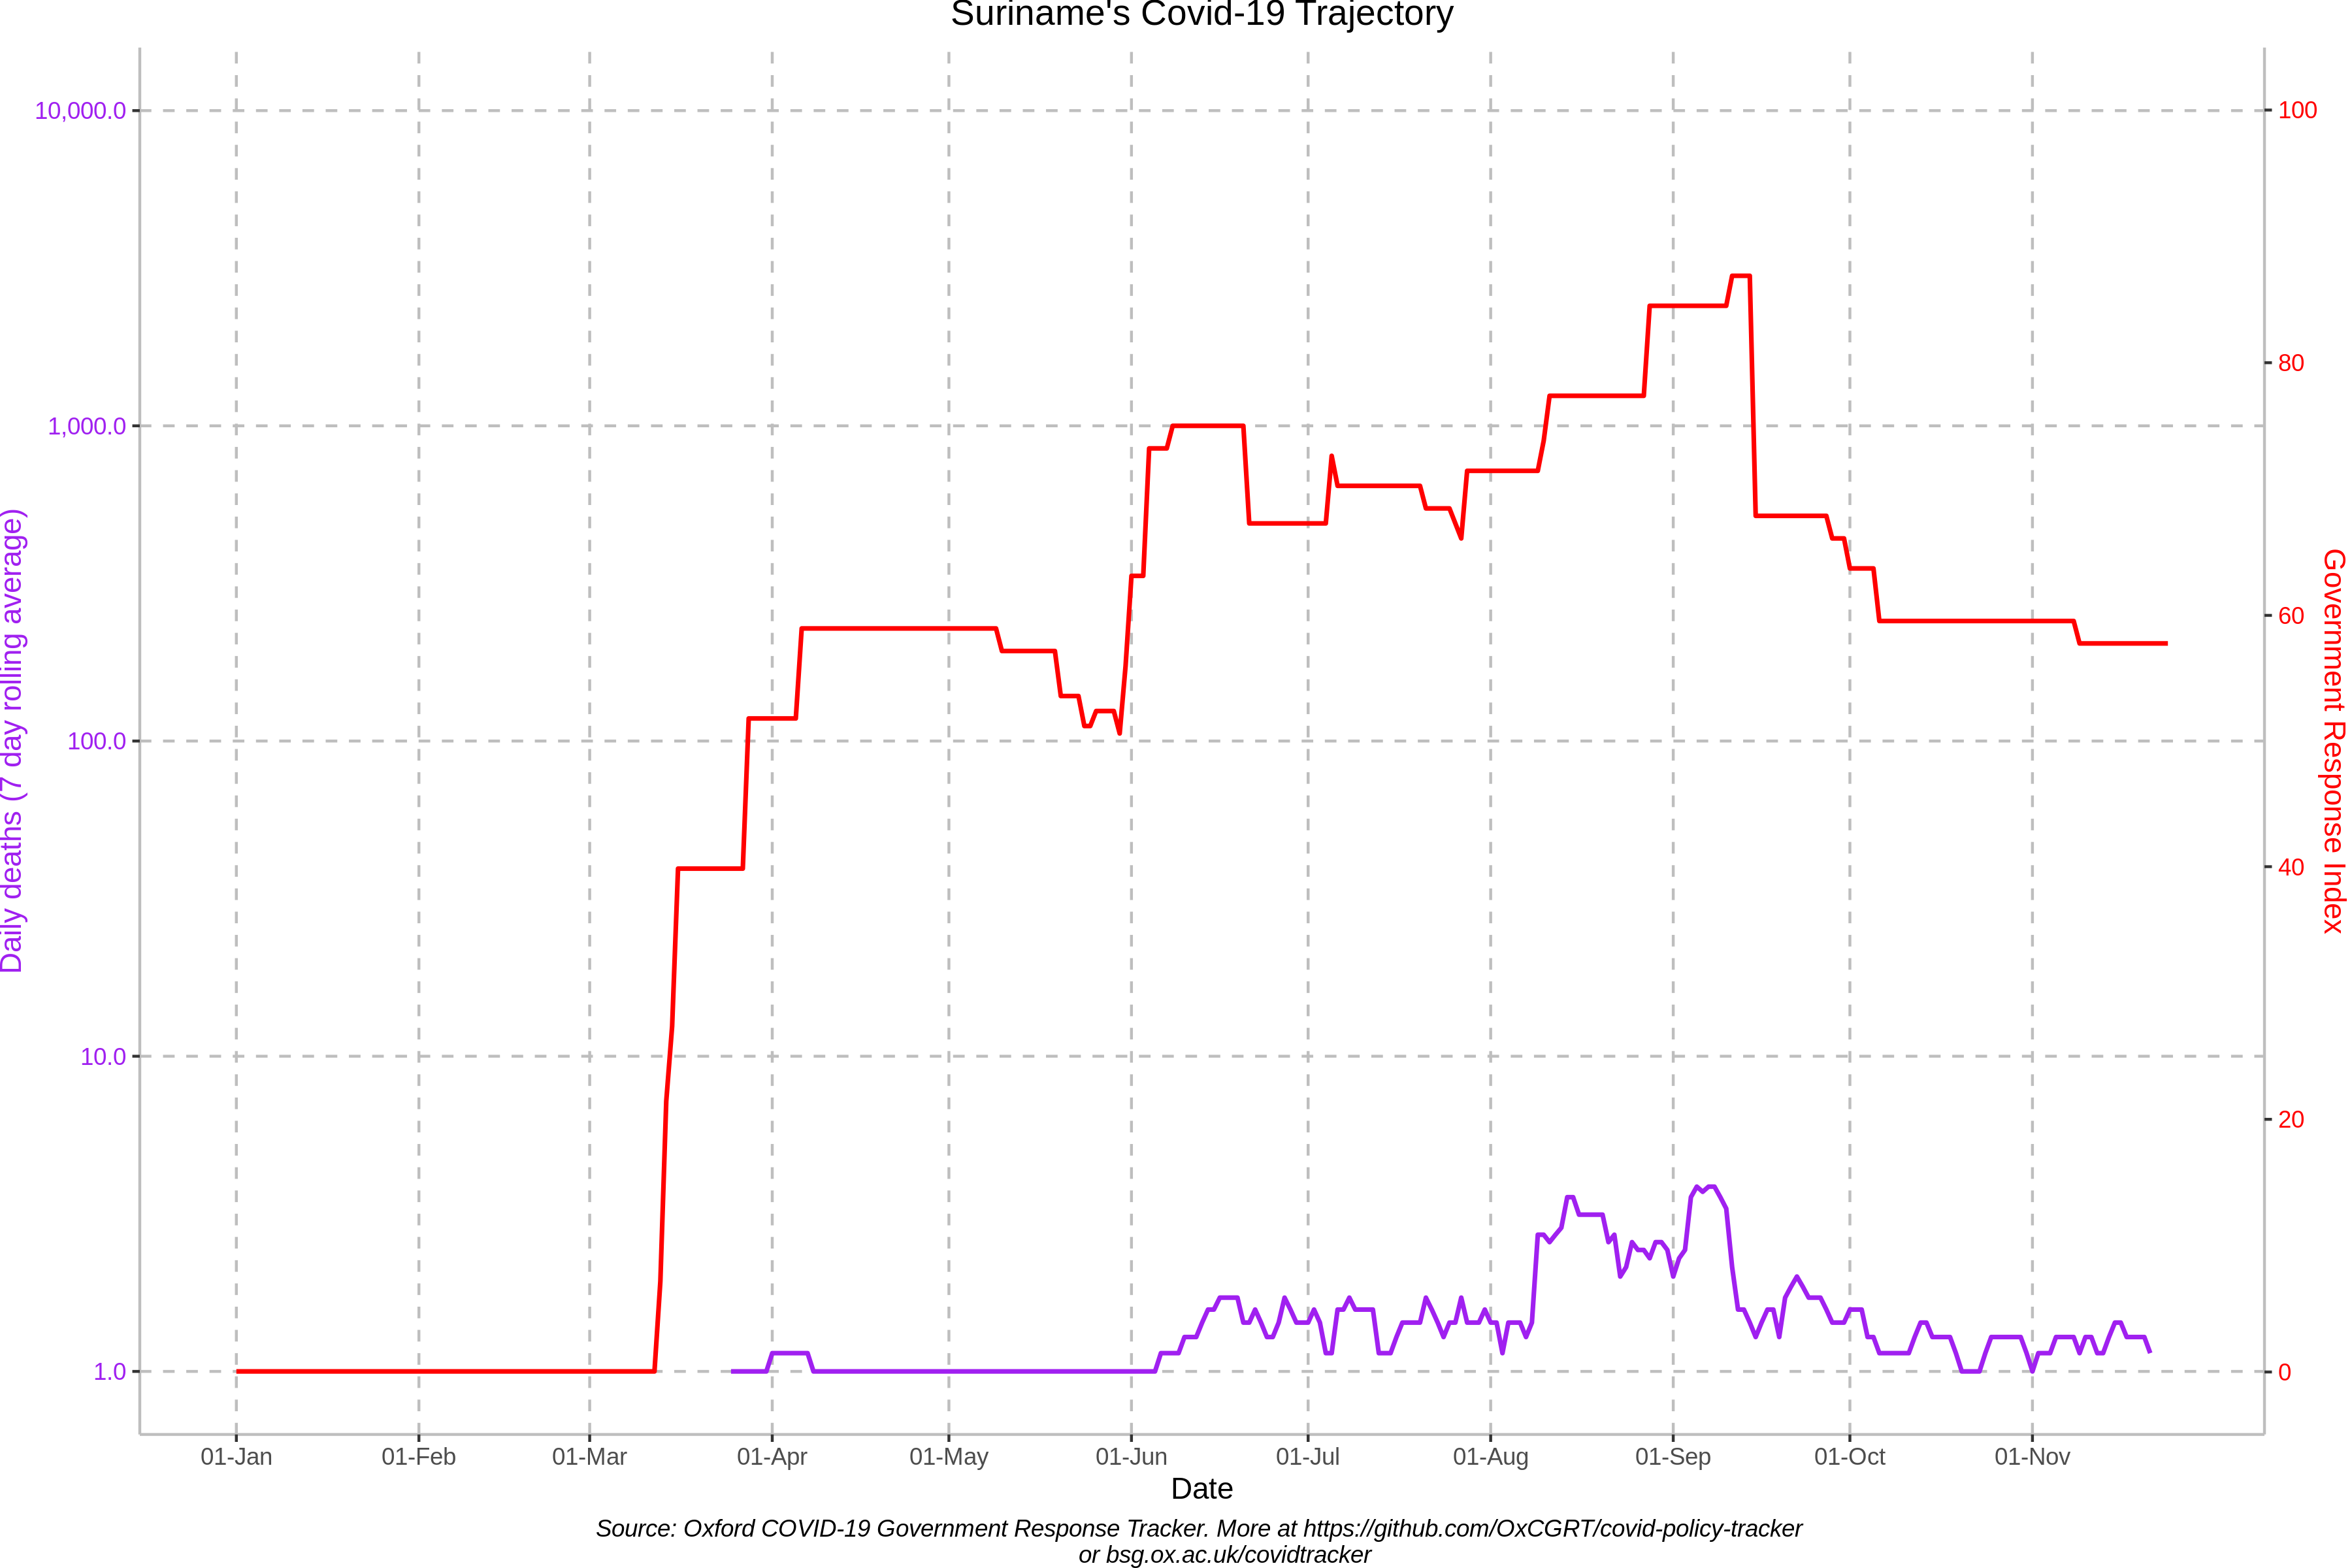 Suriname's Covid-19 Trajectory
Daily deaths (7 day rolling average)
10,000.0
1,000.0
100.0
10.0
1.0
100
80
60
40
20
0
Government Response Index
01-Jan
01-Feb
01-Mar
01-Apr
01-May
01-Jun
01-Jul
01-Aug
01-Sep
01-Oct
01-Nov
Date
Source: Oxford COVID-19 Government Response Tracker. More at https://github.com/OxCGRT/covid-policy-tracker
or bsg.ox.ac.uk/covidtracker